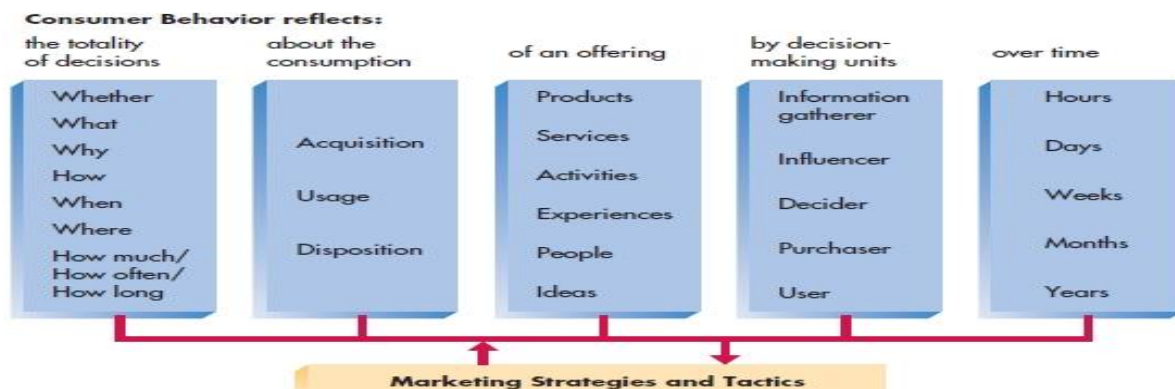 Consumer Behavior reflects:
the totality
of decisions
Whether
What
Why
How
When
Where
How much/
How often/
How long
about the
consumption
Acquisition
Usage
Disposition
of an offering
Products
Services
Activities
Experiences
People
Ideas
by decision-
making units
Information
gatherer
Influencer
Decider
Purchaser
User
over time
Hours
Days
Weeks
Months
Years
Marketing Strategies and Tactics